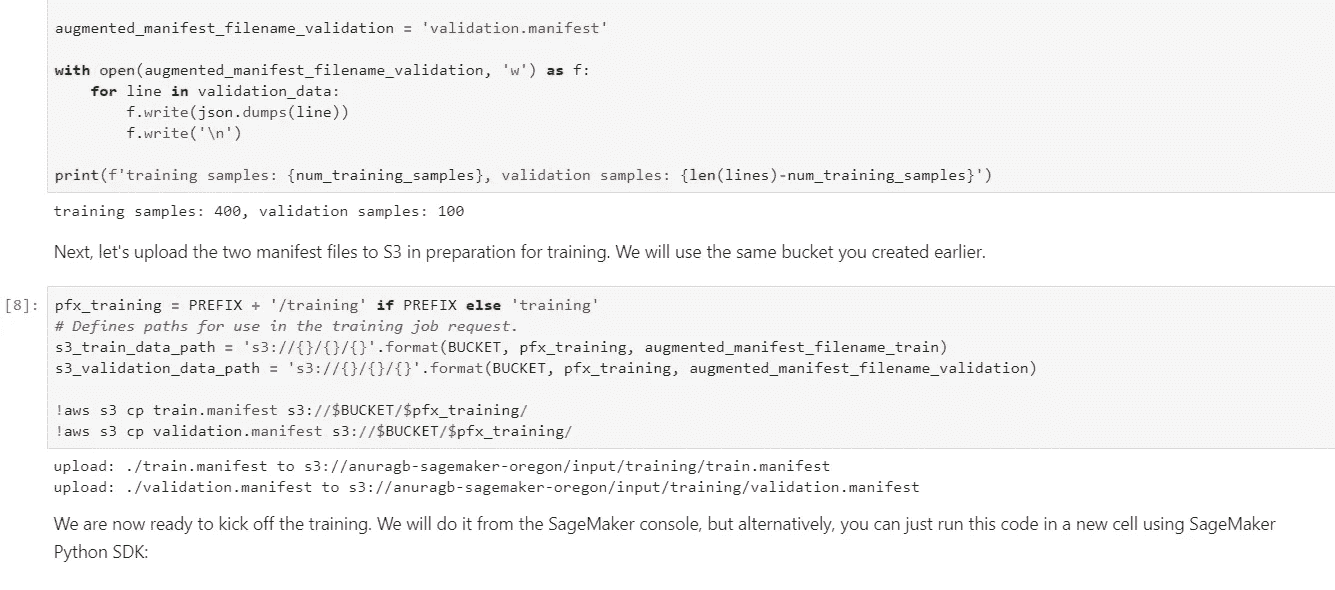 augmented_manifest_filename_validation = 'validation.manifest'
with open(augmented_manifest_filename_validation, 'w') as f:
    for line in validation_data:
        f.write(json.dumps(line))
        f.write('\n')
print(f'training samples: {num_training_samples}, validation samples: {len(lines)-num_training_samples}')
training samples: 400, validation samples: 100
Next, let's upload the two manifest files to S3 in preparation for training. We will use the same bucket you created earlier.
[8]: pfx_training = PREFIX + '/training' if PREFIX else 'training'
# Defines paths for use in the training job request.
s3_train_data_path = 's3://{}/{}/{}'.format(BUCKET, pfx_training, augmented_manifest_filename_train)
s3_validation_data_path = 's3://{}/{}/{}'.format(BUCKET, pfx_training, augmented_manifest_filename_validation)
!aws s3 cp train.manifest s3://$BUCKET/$pfx_training/
!aws s3 cp validation.manifest s3://$BUCKET/$pfx_training/
upload: ./train.manifest to s3://anuragb-sagemaker-oregon/input/training/train.manifest
upload: ./validation.manifest to s3://anuragb-sagemaker-oregon/input/training/validation.manifest
We are now ready to kick off the training. We will do it from the SageMaker console, but alternatively, you can just run this code in a new cell using SageMaker
Python SDK: